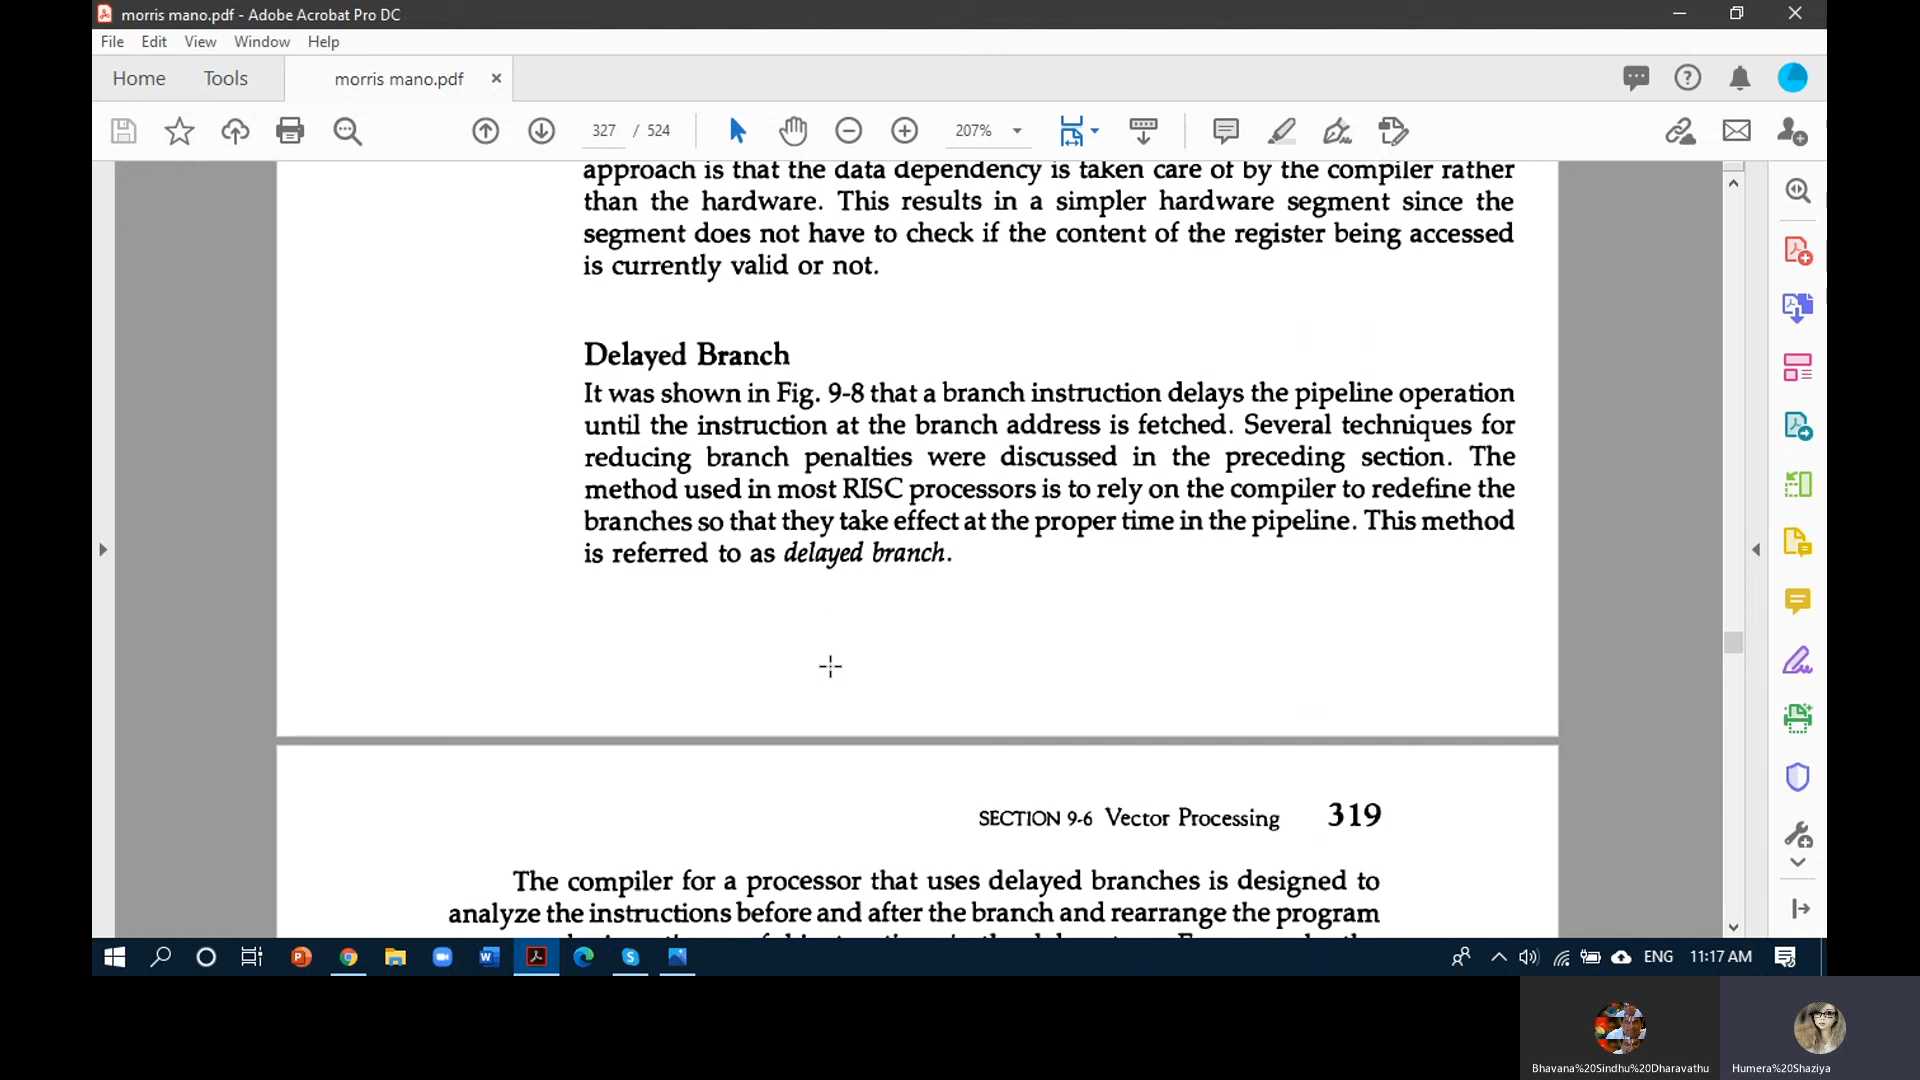 morris mano.pdf - Adobe Acrobat Pro DC
File Edit View Window Help
Home Tools morris mano.pdf
327 / 524 207%
approach is that the data dependency is taken care of by the compiler rather
than the hardware. This results in a simpler hardware segment since the
segment does not have to check if the content of the register being accessed
is currently valid or not.
Delayed Branch
It was shown in Fig. 9-8 that a branch instruction delays the pipeline operation
until the instruction at the branch address is fetched. Several techniques for
reducing branch penalties were discussed in the preceding section. The
method used in most RISC processors is to rely on the compiler to redefine the
branches so that they take effect at the proper time in the pipeline. This method
is referred to as delayed branch.
SECTION 9-6 Vector Processing 319
The compiler for a processor that uses delayed branches is designed to
analyze the instructions before and after the branch and rearrange the program
ENG 11:17 AM
Bhavana%20Sindhu%20Dharavathu Humera%20Shaziya